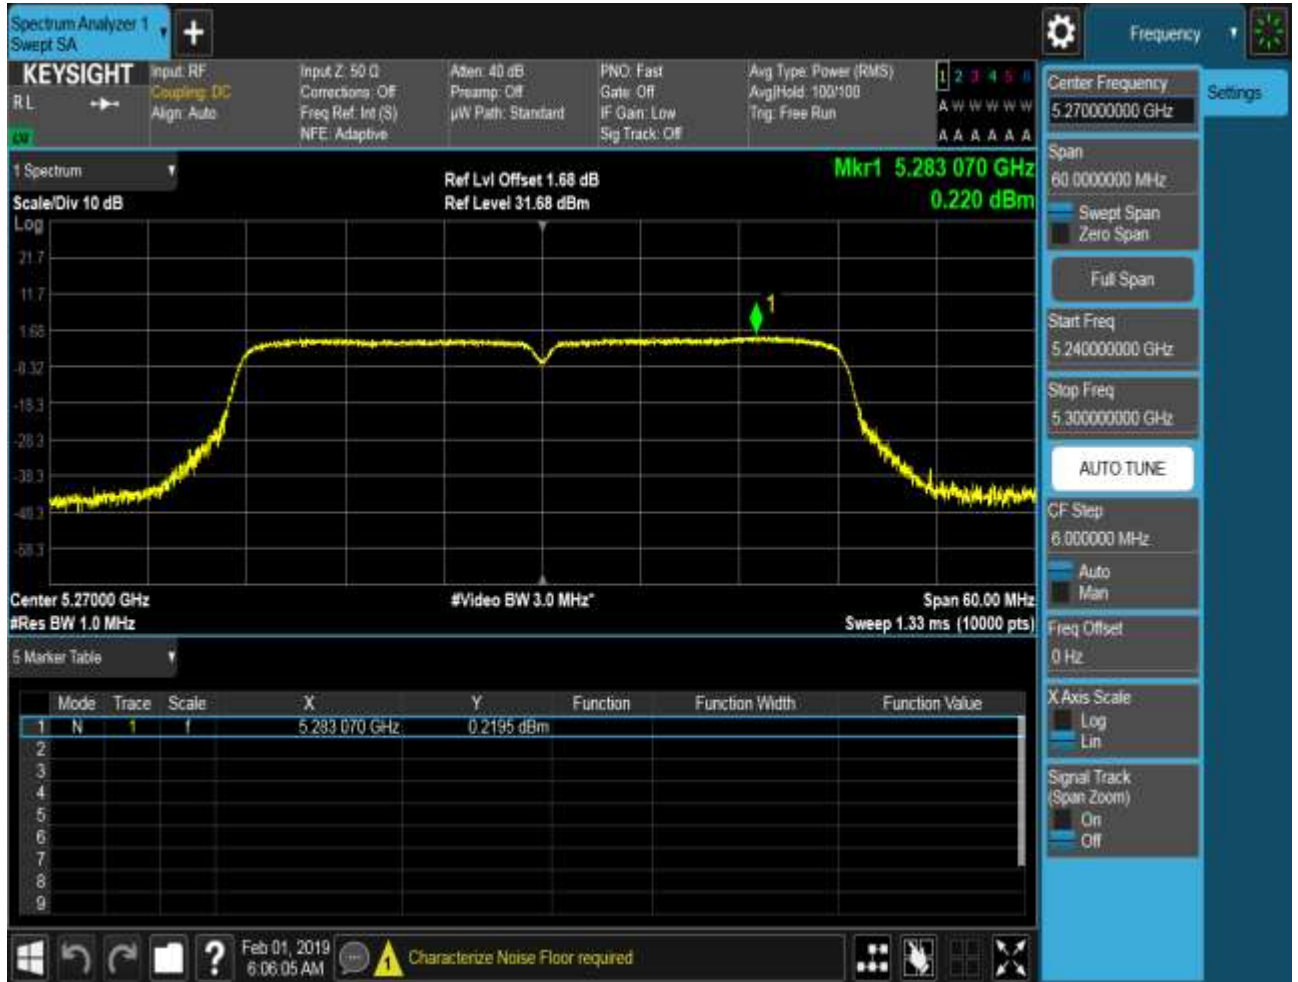 Spectrum Analyzer 1
Swept SA
+
Frequency
KEYSIGHT
RL
Input: RF
Coupling: DC
Align: Auto
Input Z: 50 Ω
Corrections: Off
Freq Ref: Int (S)
NFE: Adaptive
Atten: 40 dB
Preamp: Off
µW Path: Standard
PNO: Fast
Gate: Off
IF Gain: Low
Sig Track: Off
Avg Type: Power (RMS)
Avg|Hold: 100/100
Trig: Free Run
1 2 3 4 5 6
A W W W W W
A A A A A A
1 Spectrum
Scale/Div 10 dB
Ref Lvl Offset 1.68 dB
Ref Level 31.68 dBm
Mkr1 5.283 070 GHz
0.220 dBm
Log
21.7
11.7
1.68
-8.32
-18.3
-28.3
-38.3
-48.3
-58.3
1
Center 5.27000 GHz
#Res BW 1.0 MHz
#Video BW 3.0 MHz*
Span 60.00 MHz
Sweep 1.33 ms (10000 pts)
5 Marker Table
Mode Trace Scale X Y Function Function Width Function Value
1 N 1 f 5.283 070 GHz 0.2195 dBm
2
3
4
5
6
7
8
9
Settings
Center Frequency
5.270000000 GHz
Span
60.0000000 MHz
Swept Span
Zero Span
Full Span
Start Freq
5.240000000 GHz
Stop Freq
5.300000000 GHz
AUTO TUNE
CF Step
6.000000 MHz
Auto
Man
Freq Offset
0 Hz
X Axis Scale
Log
Lin
Signal Track
(Span Zoom)
On
Off
?
Feb 01, 2019
6:06:05 AM
1
Characterize Noise Floor required